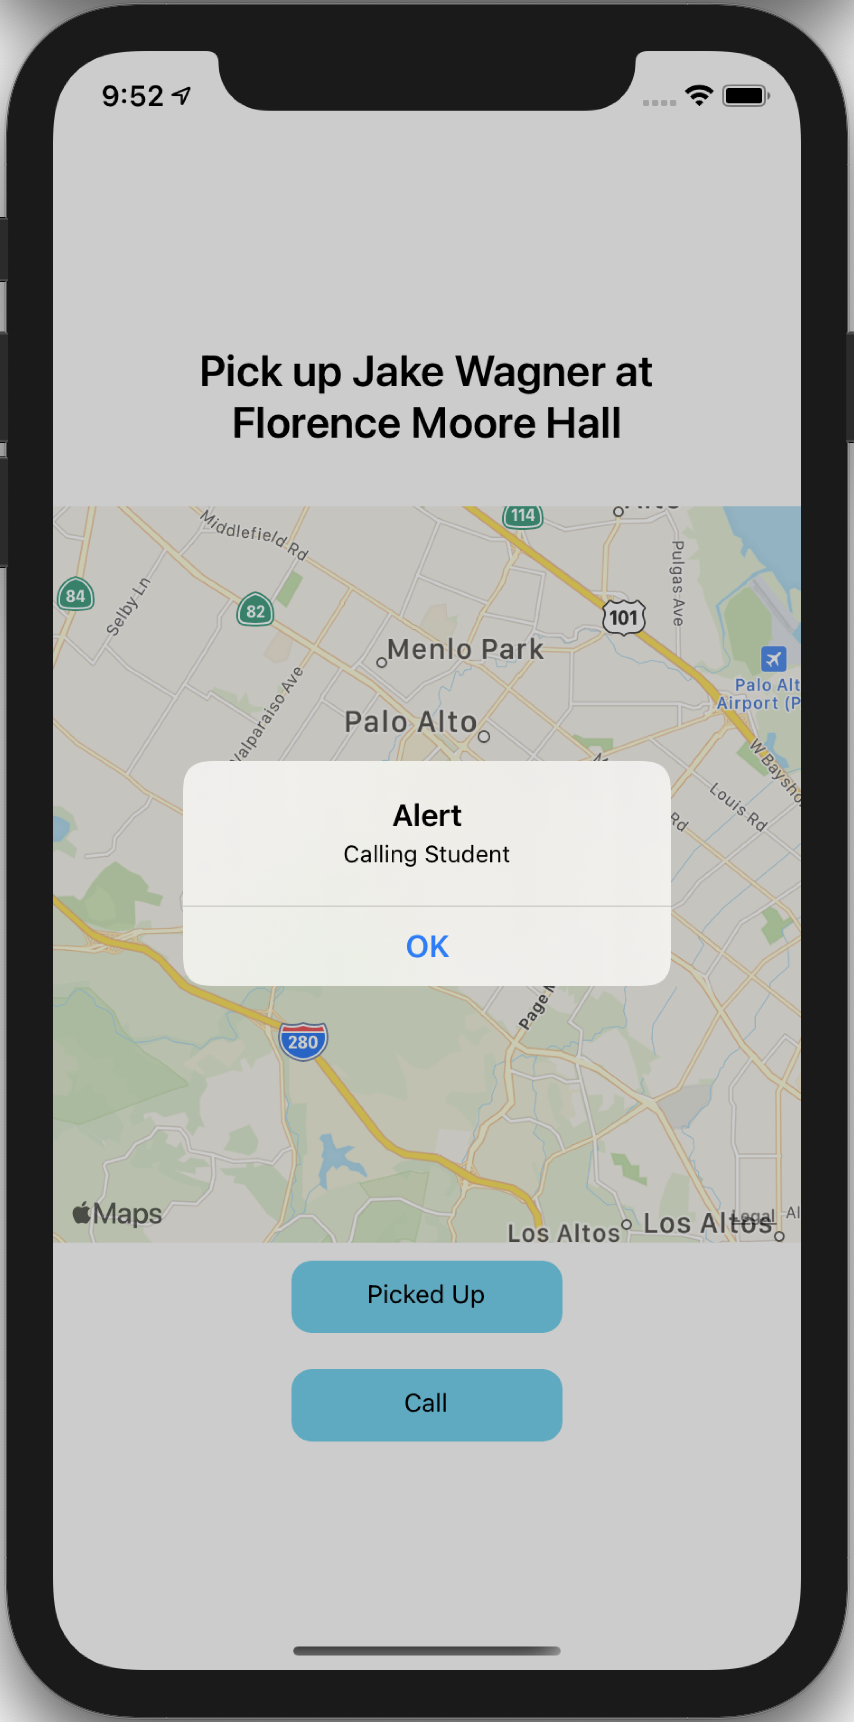 9:52
Pick up Jake Wagner at
Florence Moore Hall
114
Middlefield Rd
Pulgas Ave
84
Selby Ln
82
101
Menlo Park
Palo Alt
Airport (P
Valparaiso Ave
Palo Alto
W Baysho
Louis Rd
Rd
Alert
Calling Student
OK
Page
280
Maps
Los Altos
Los Altos
Legal
Al
Picked Up
Call